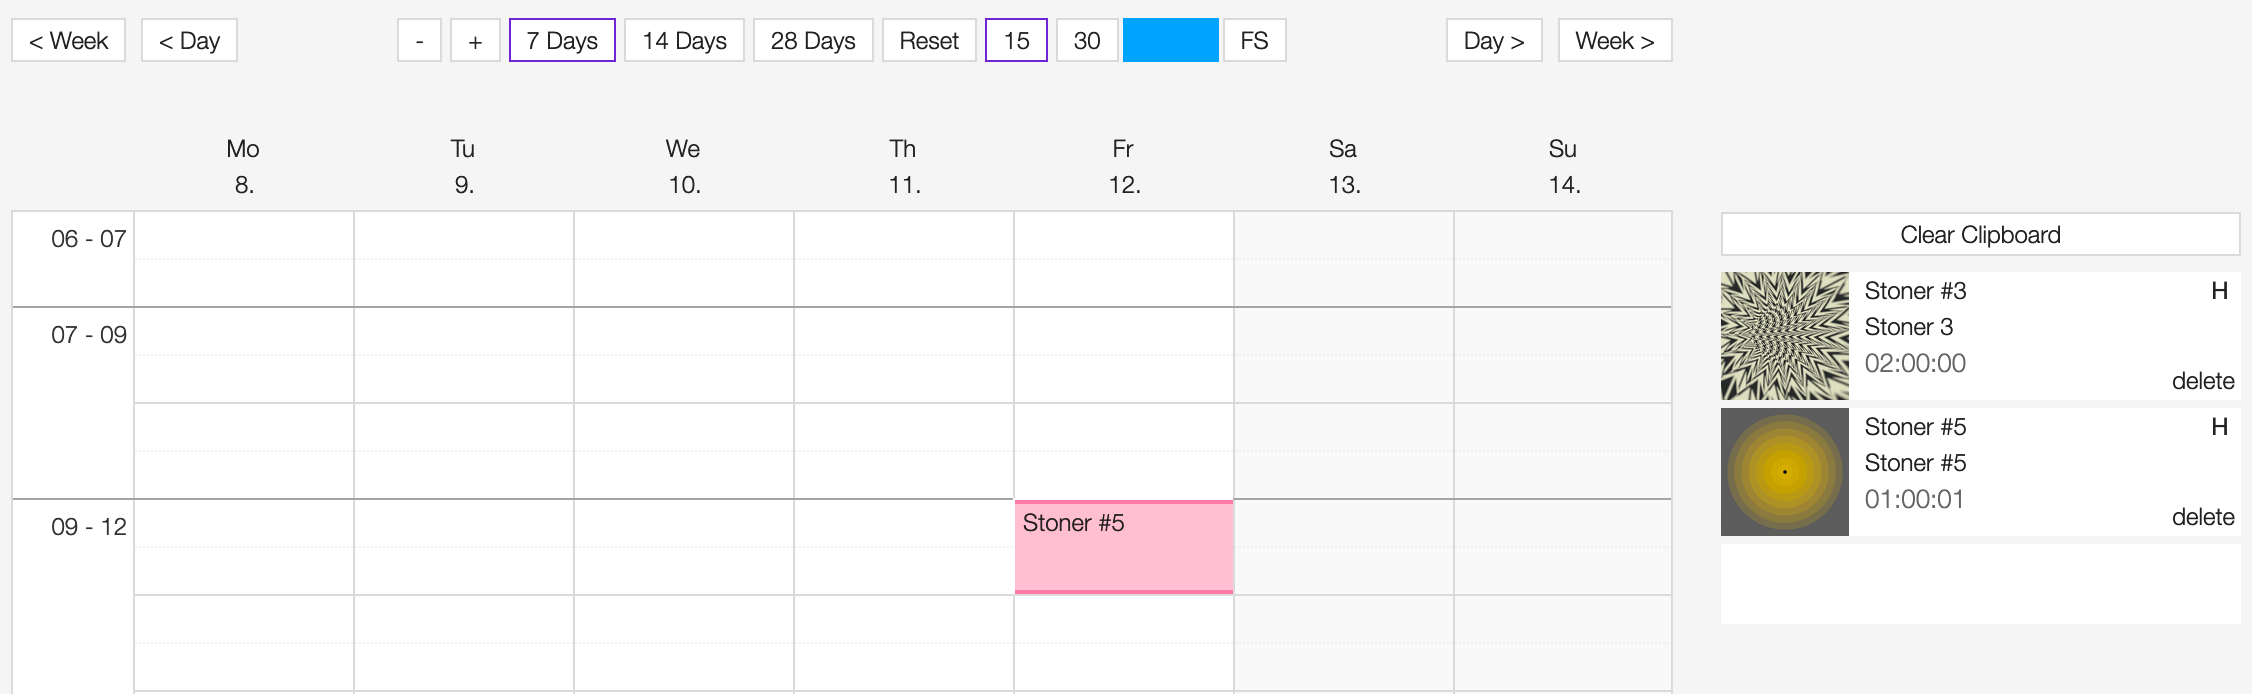 < Week < Day - + 7 Days 14 Days 28 Days Reset 15 30 FS Day > Week >
Mo Tu We Th Fr Sa Su
8. 9. 10. 11. 12. 13. 14.
06 - 07
07 - 09
09 - 12
Stoner #5
Clear Clipboard
Stoner #3 H
Stoner 3
02:00:00
delete
Stoner #5 H
Stoner #5
01:00:01
delete